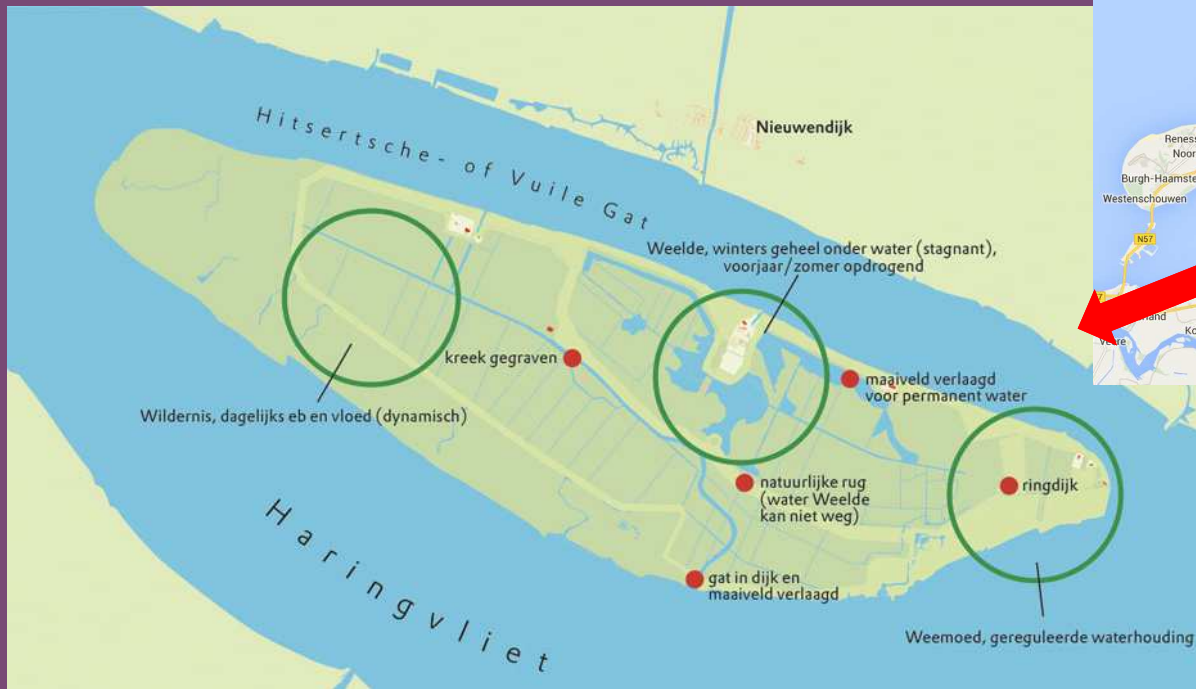 Hitsertsche- of Vuile Gat
Nieuwendijk
Weelde, winters geheel onder water (stagnant),
voorjaar/zomer opdrogend
kreek gegraven
maaiveld verlaagd
voor permanent water
Wildernis, dagelijks eb en vloed (dynamisch)
natuurlijke rug
(water Weelde
kan niet weg)
ringdijk
gat in dijk en
maaiveld verlaagd
Haringvliet
Weemoed, gereguleerde waterhouding
Burgh-Haamste
Westenschouwen
N57